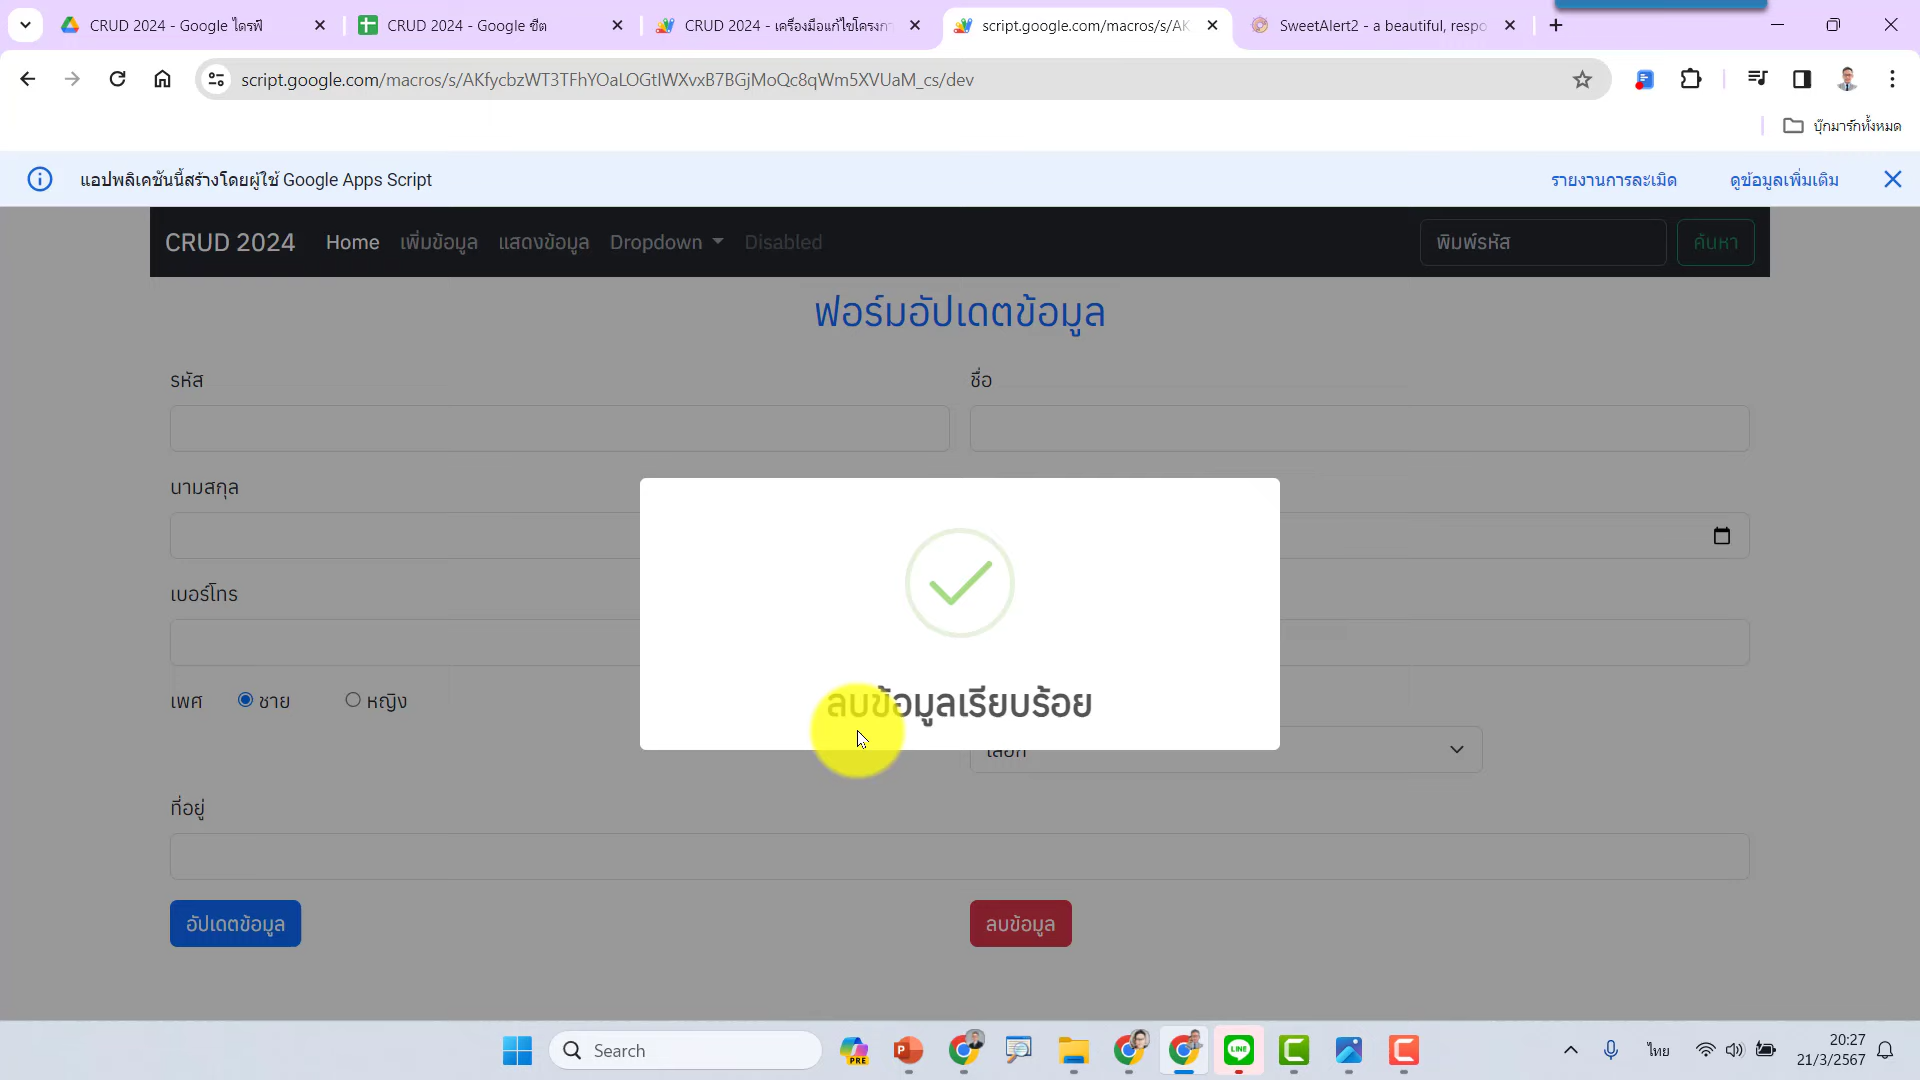 CRUD 2024 - Google ไดรฟ์
CRUD 2024 - Google ชีต
CRUD 2024 - เครื่องมือแก้ไขโครงกา
script.google.com/macros/s/AK
SweetAlert2 - a beautiful, respo
script.google.com/macros/s/AKfycbzWT3TFhYOaLOGtIWXvxB7BGjMoQc8qWm5XVUaM_cs/dev
บุ๊กมาร์กทั้งหมด
แอปพลิเคชันนี้สร้างโดยผู้ใช้ Google Apps Script
รายงานการละเมิด
ดูข้อมูลเพิ่มเติม
CRUD 2024 Home เพิ่มข้อมูล แสดงข้อมูล Dropdown Disabled พิมพ์รหัส ค้นหา
ฟอร์มอัปเดตข้อมูล
รหัส
ชื่อ
นามสกุล
เบอร์โทร
เพศ ชาย หญิง
ลบข้อมูลเรียบร้อย
เลือก
ที่อยู่
อัปเดตข้อมูล
ลบข้อมูล
Search
PRE
LINE
ไทย
20:27
21/3/2567